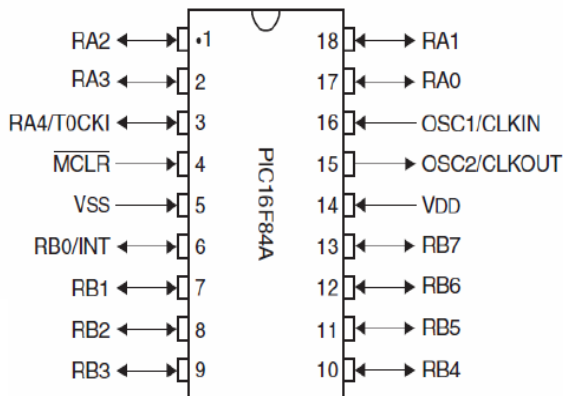 RA2 •1 18 RA1
RA3 2 17 RA0
RA4/T0CKI 3 16 OSC1/CLKIN
MCLR 4 15 OSC2/CLKOUT
VSS 5 14 VDD
RB0/INT 6 13 RB7
RB1 7 12 RB6
RB2 8 11 RB5
RB3 9 10 RB4
PIC16F84A